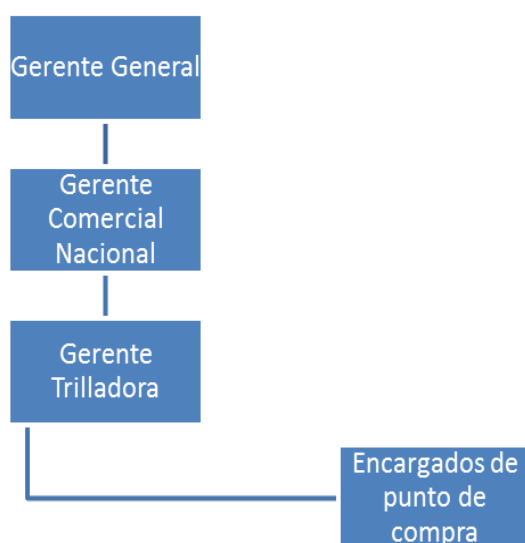 Gerente General
Gerente
Comercial
Nacional
Gerente
Trilladora
Encargados de
punto de
compra